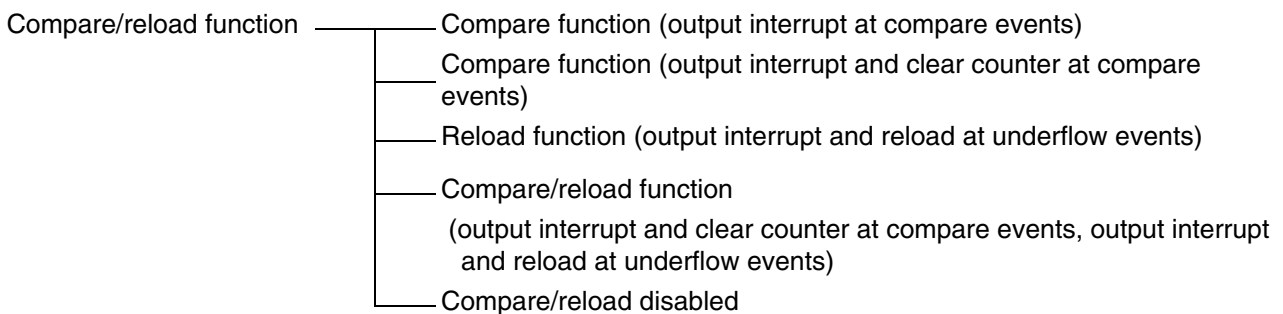 Compare/reload function
Compare function (output interrupt at compare events)
Compare function (output interrupt and clear counter at compare
events)
Reload function (output interrupt and reload at underflow events)
Compare/reload function
(output interrupt and clear counter at compare events, output interrupt
and reload at underflow events)
Compare/reload disabled